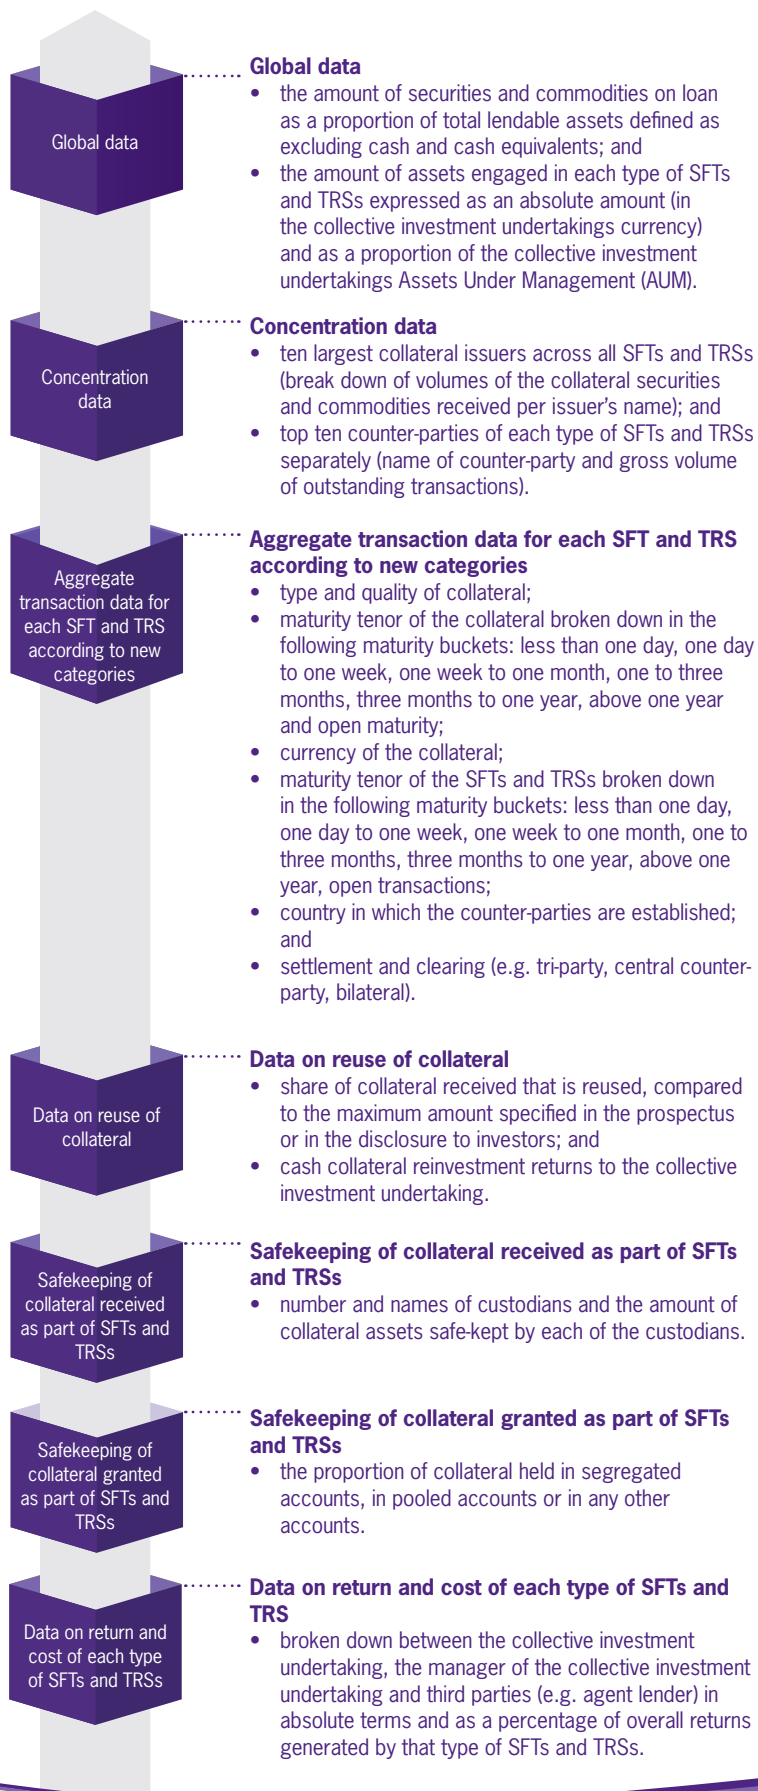 Global data
Global data
• the amount of securities and commodities on loan
as a proportion of total lendable assets defined as
excluding cash and cash equivalents; and
• the amount of assets engaged in each type of SFTs
and TRSs expressed as an absolute amount (in
the collective investment undertakings currency)
and as a proportion of the collective investment
undertakings Assets Under Management (AUM).
Concentration
data
Concentration data
• ten largest collateral issuers across all SFTs and TRSs
(break down of volumes of the collateral securities
and commodities received per issuer's name); and
• top ten counter-parties of each type of SFTs and TRSs
separately (name of counter-party and gross volume
of outstanding transactions).
Aggregate
transaction data for
each SFT and TRS
according to new
categories
Aggregate transaction data for each SFT and TRS
according to new categories
• type and quality of collateral;
• maturity tenor of the collateral broken down in the
following maturity buckets: less than one day, one day
to one week, one week to one month, one to three
months, three months to one year, above one year
and open maturity;
• currency of the collateral;
• maturity tenor of the SFTs and TRSs broken down
in the following maturity buckets: less than one day,
one day to one week, one week to one month, one to
three months, three months to one year, above one
year, open transactions;
• country in which the counter-parties are established;
and
• settlement and clearing (e.g. tri-party, central counter-
party, bilateral).
Data on reuse of
collateral
Data on reuse of collateral
• share of collateral received that is reused, compared
to the maximum amount specified in the prospectus
or in the disclosure to investors; and
• cash collateral reinvestment returns to the collective
investment undertaking.
Safekeeping of
collateral received
as part of SFTs and
TRSs
Safekeeping of collateral received as part of SFTs
and TRSs
• number and names of custodians and the amount of
collateral assets safe-kept by each of the custodians.
Safekeeping of
collateral granted
as part of SFTs and
TRSs
Safekeeping of collateral granted as part of SFTs
and TRSs
• the proportion of collateral held in segregated
accounts, in pooled accounts or in any other
accounts.
Data on return and
cost of each type
of SFTs and TRSs
Data on return and cost of each type of SFTs and
TRS
• broken down between the collective investment
undertaking, the manager of the collective investment
undertaking and third parties (e.g. agent lender) in
absolute terms and as a percentage of overall returns
generated by that type of SFTs and TRSs.